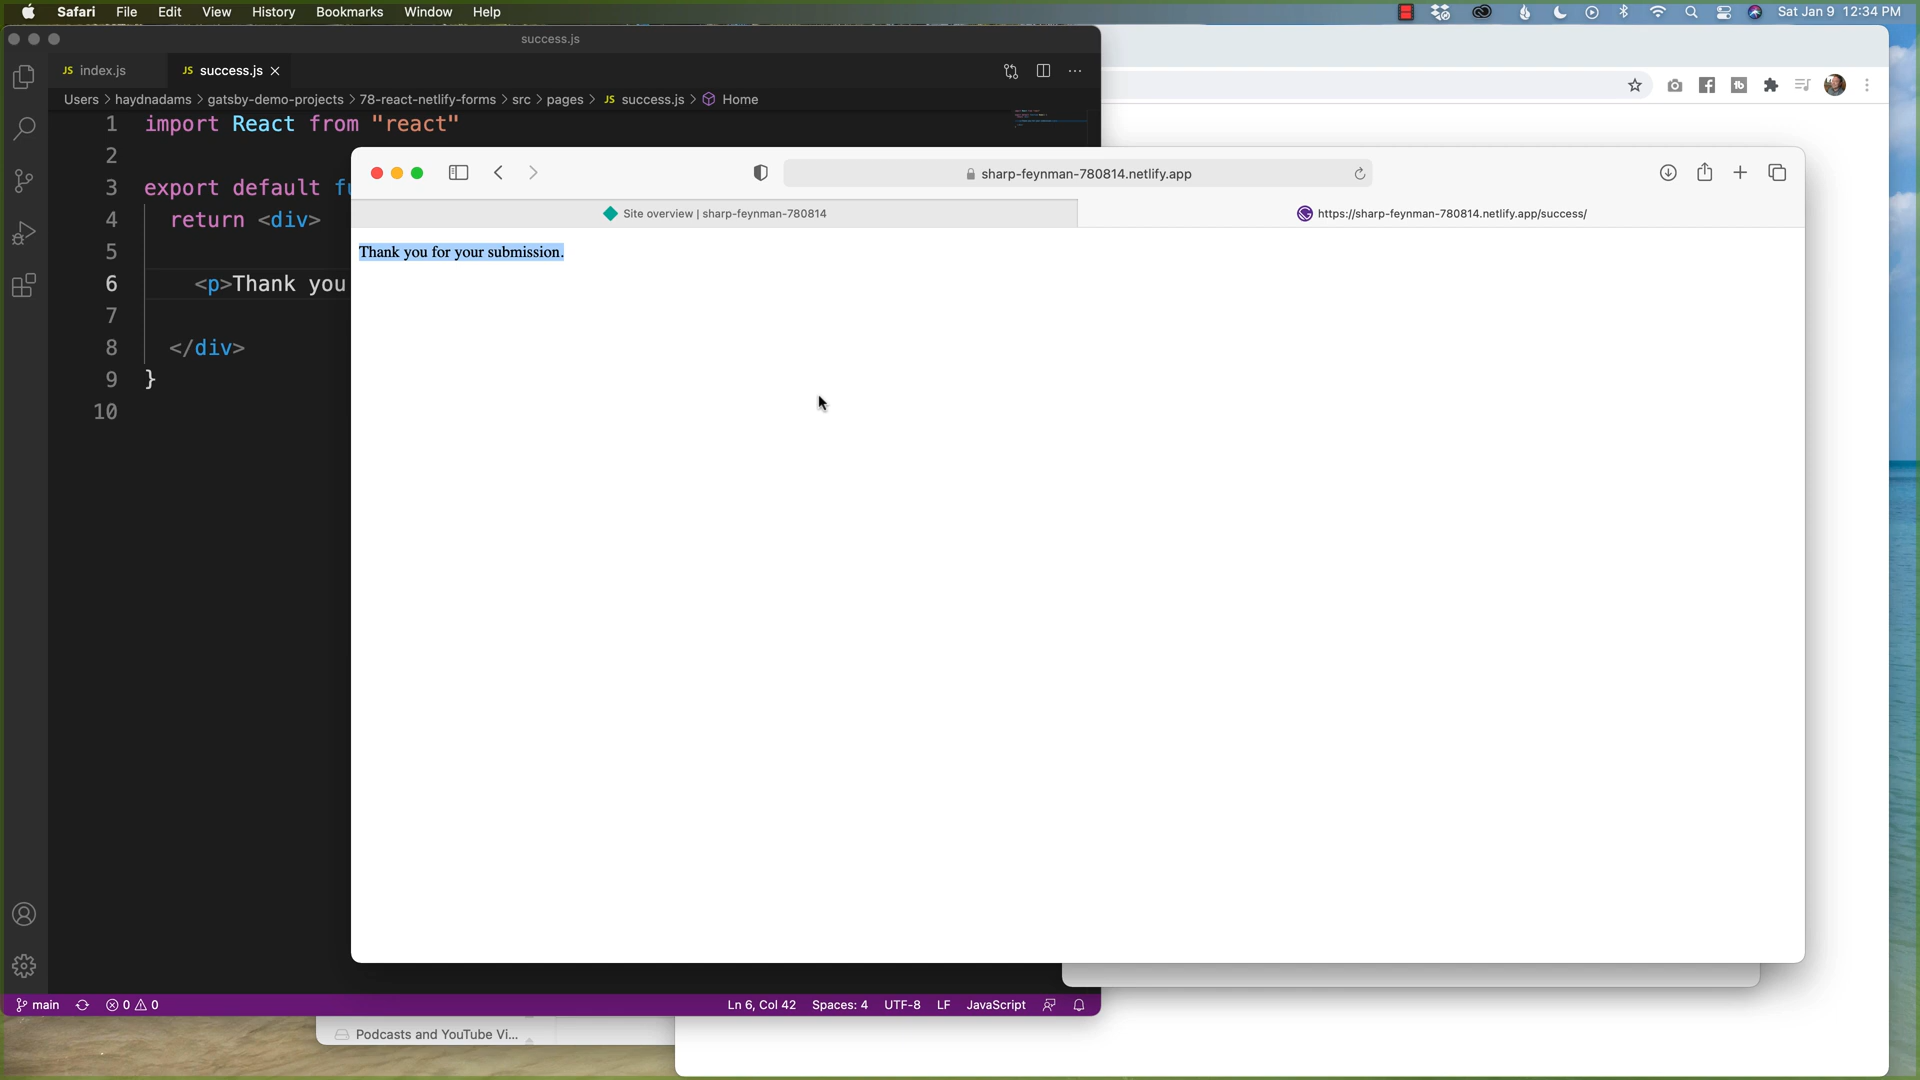 Safari File Edit View History Bookmarks Window Help
Sat Jan 9 12:34 PM
success.js
JS index.js
JS success.js
Users > haydnadams > gatsby-demo-projects > 78-react-netlify-forms > src > pages > JS success.js > Home
1 import React from "react"
2
3 export default fu
4 return <div>
5
6 <p>Thank you
7
8 </div>
9 }
10
sharp-feynman-780814.netlify.app
Site overview | sharp-feynman-780814
https://sharp-feynman-780814.netlify.app/success/
Thank you for your submission.
main
0 0
Ln 6, Col 42 Spaces: 4 UTF-8 LF JavaScript
Podcasts and YouTube Vi...